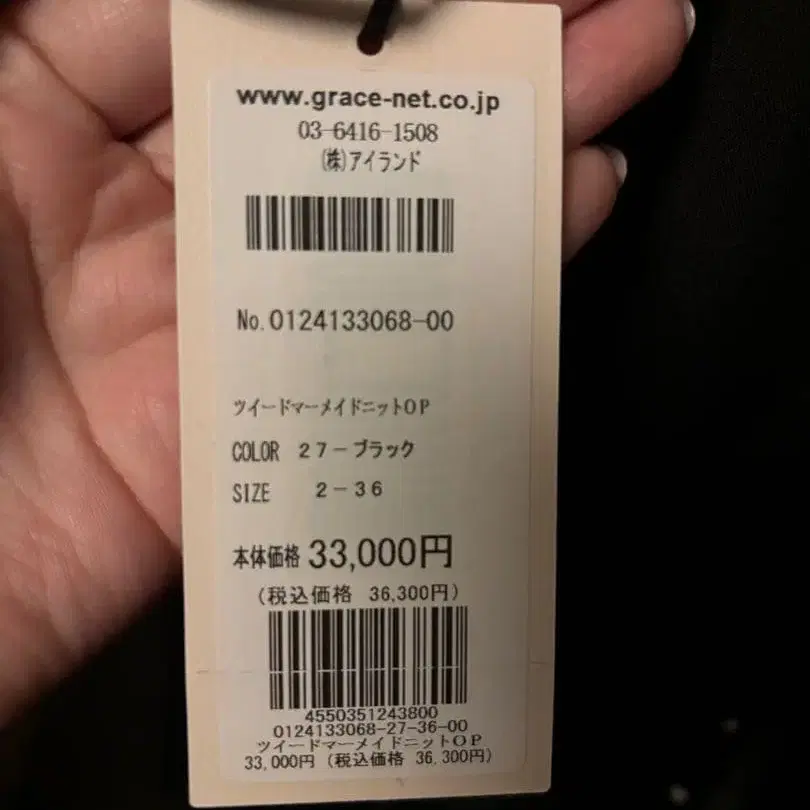 www.grace-net.co.jp
03-6416-1508
(株)アイランド
No.0124133068-00
ツイードマーメイドニットOP
COLOR 27-ブラック
SIZE 2-36
本体価格 33,000円
(税込価格 36,300円)
4550351243800
0124133068-27-36-00
ツイードマーメイドニットOP
33,000円 (税込価格 36,300円)